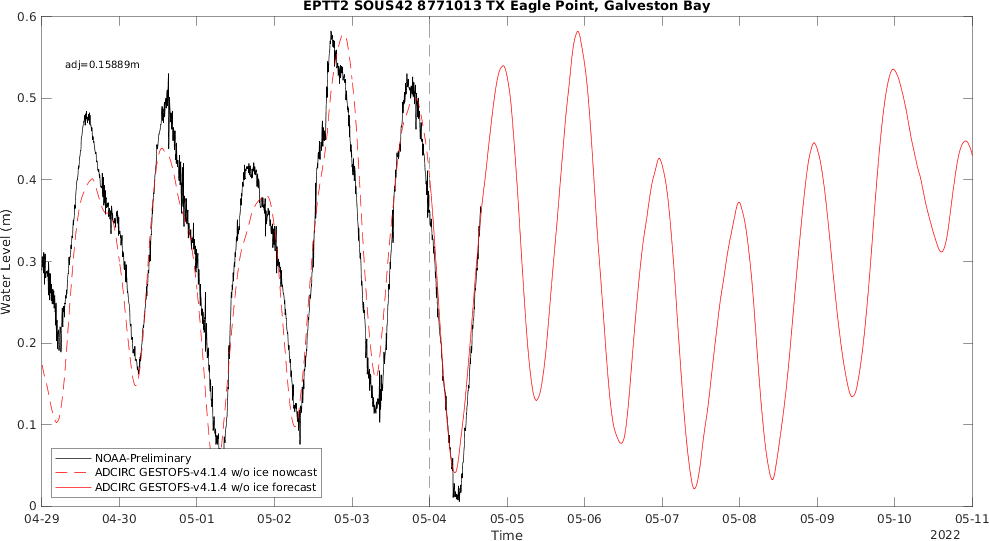 EPTT2 SOUS42 8771013 TX Eagle Point, Galveston Bay
0.6
adj=0.15889m
0.5
0.4
0.3
Water Level (m)
0.2
0.1
NOAA-Preliminary
ADCIRC GESTOFS-v4.1.4 w/o ice nowcast
ADCIRC GESTOFS-v4.1.4 w/o ice forecast
0
04-29 04-30 05-01 05-02 05-03 05-04 05-05 05-06 05-07 05-08 05-09 05-10 05-11
Time
2022